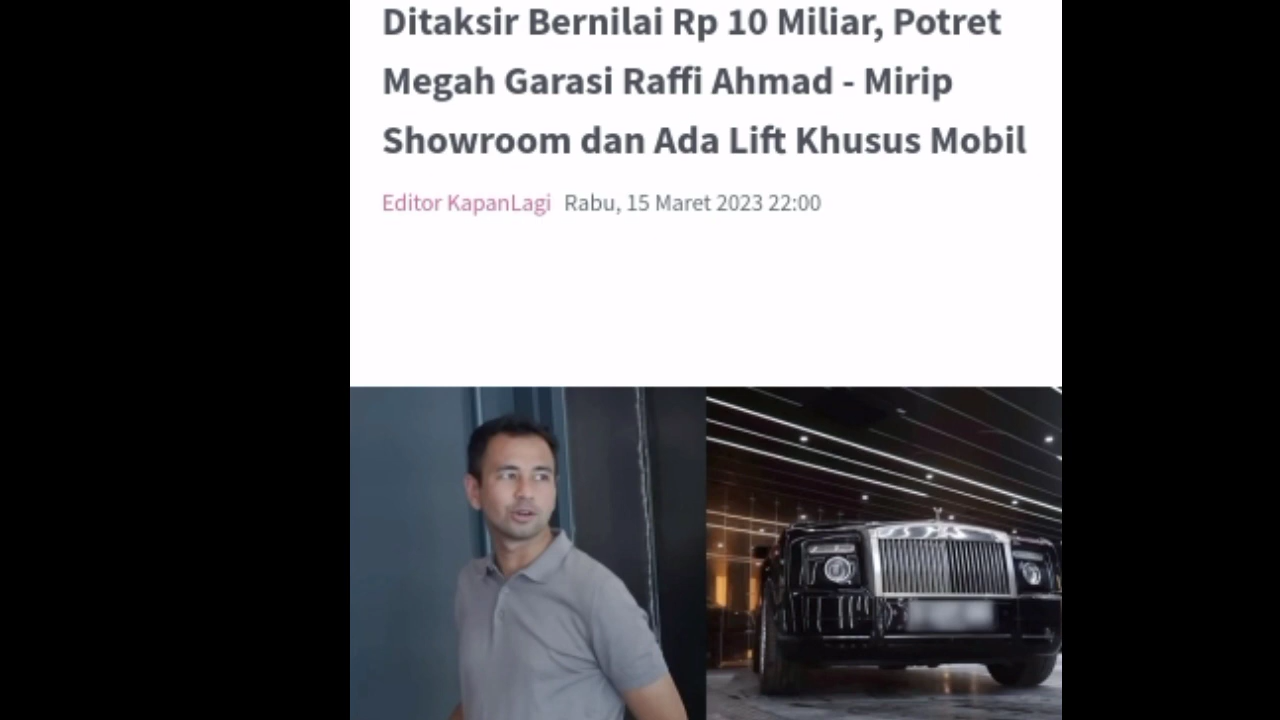 Ditaksir Bernilai Rp 10 Miliar, Potret
Megah Garasi Raffi Ahmad - Mirip
Showroom dan Ada Lift Khusus Mobil
Editor KapanLagi Rabu, 15 Maret 2023 22:00